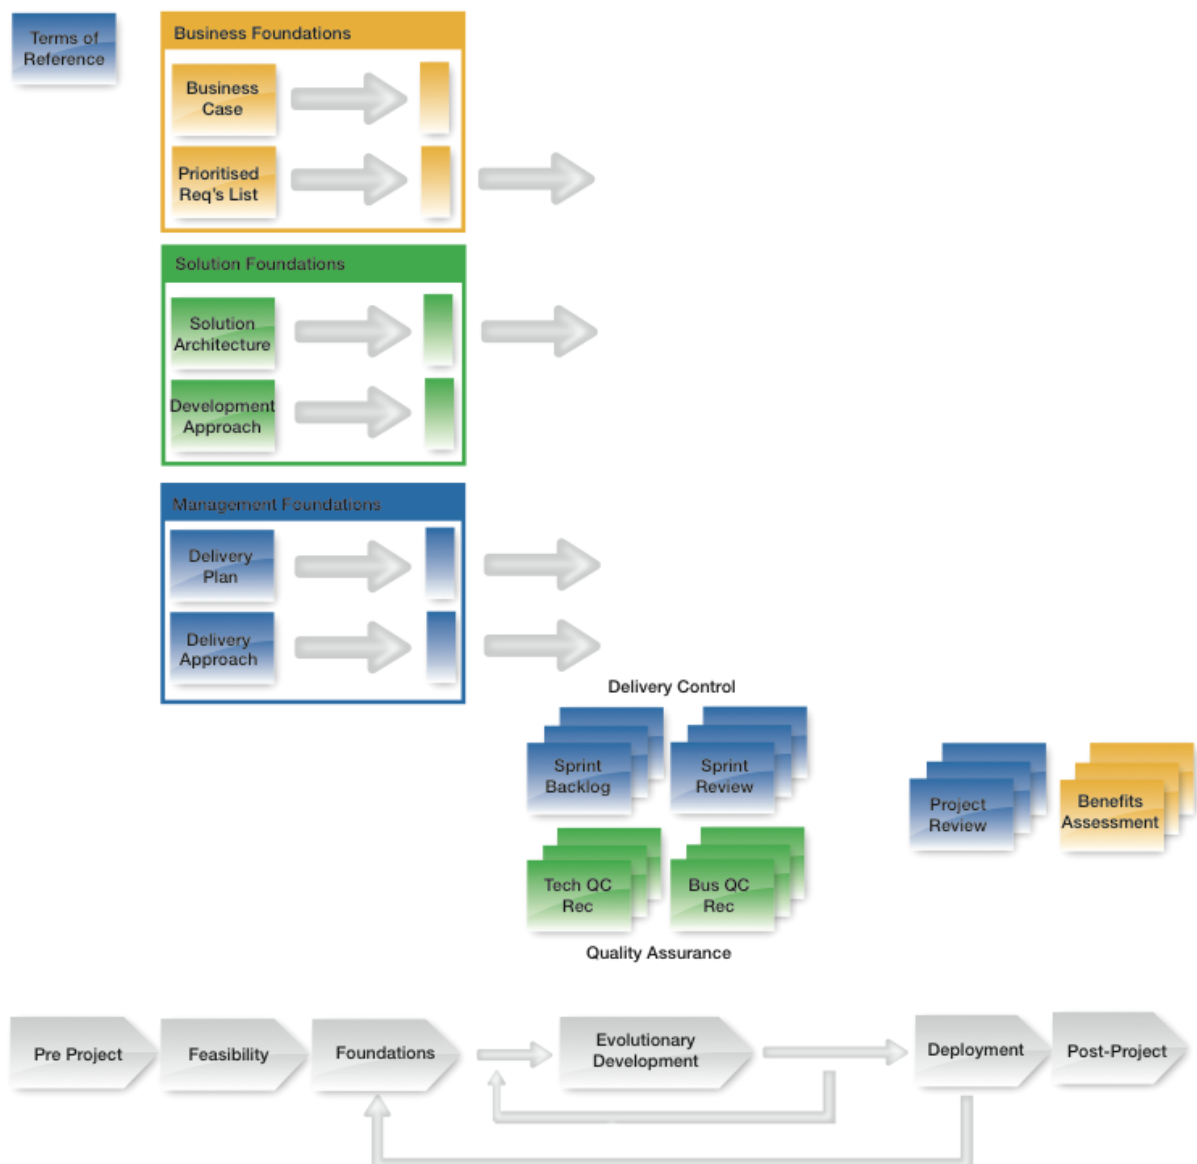 Terms of
Reference
Business Foundations
Business
Case
Prioritised
Req's List
Solution Foundations
Solution
Architecture
Development
Approach
Management Foundations
Delivery
Plan
Delivery
Approach
Delivery Control
Sprint
Backlog
Sprint
Review
Project
Review
Benefits
Assessment
Tech QC
Rec
Bus QC
Rec
Quality Assurance
Pre Project
Feasibility
Foundations
Evolutionary
Development
Deployment
Post-Project